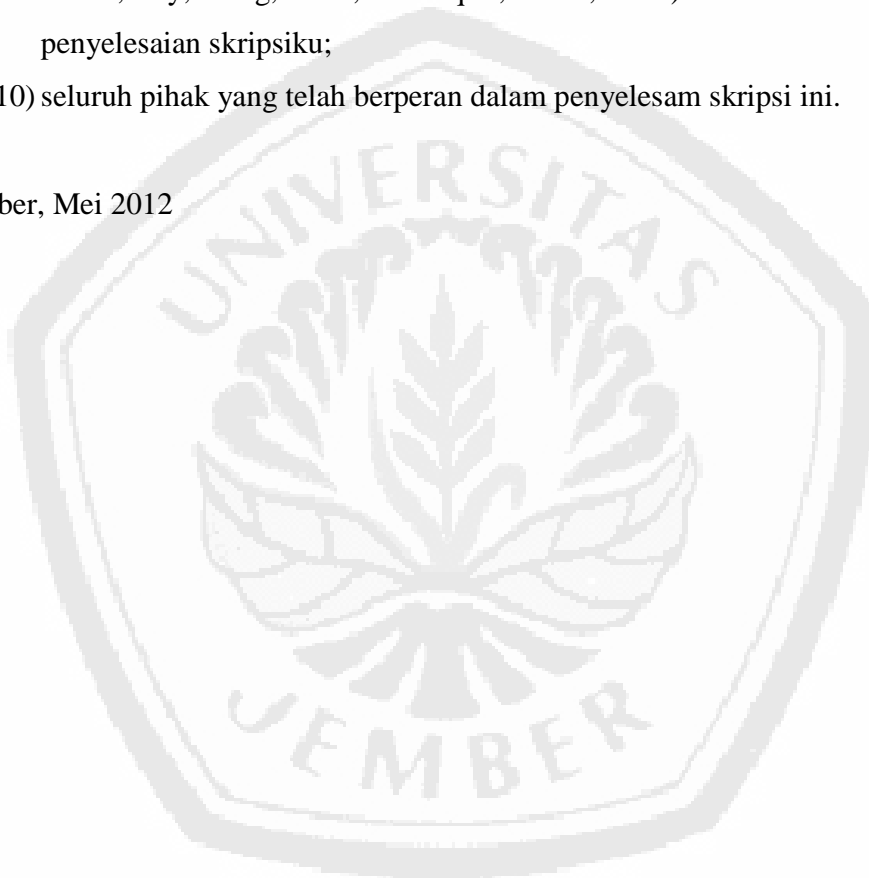 penyelesaian skripsiku;
10) seluruh pihak yang telah berperan dalam penyelesam skripsi ini.
ber, Mei 2012
UNIVERSITAS
JEMBER